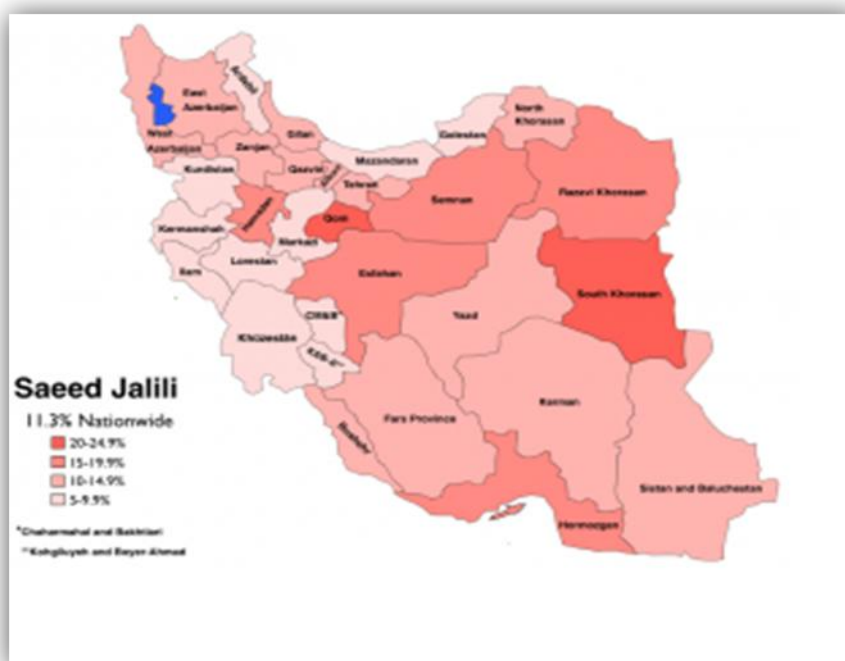 Ardabil
East
Azerbaijan
West
Azerbaijan
Gilan
Zanjan
Kurdistan
Qazvin
Mazandaran
Golestan
North
Khorasan
Tehran
Semnan
Razavi Khorasan
Hamadan
Qom
Kermanshah
Markazi
Ilam
Lorestan
Esfahan
South Khorasan
Yazd
Khuzestan
Saeed Jalili
11.3% Nationwide
20-24.9%
15-19.9%
10-14.9%
5-9.9%
Kerman
Fars Province
Bushehr
Sistan and Baluchestan
Hormozgan
*Chaharmahal and Bakhtiari
**Kohgiluyeh and Boyer-Ahmad